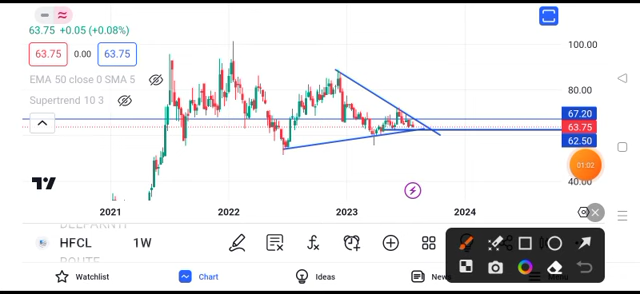 63.75 +0.05 (+0.08%)
63.75 0.00 63.75
EMA 50 close 0 SMA 5
Supertrend 10 3
100.00
80.00
67.20
63.75
62.50
01:02
40.00
2021 2022 2023 2024
HFCL 1W
Watchlist Chart Ideas News